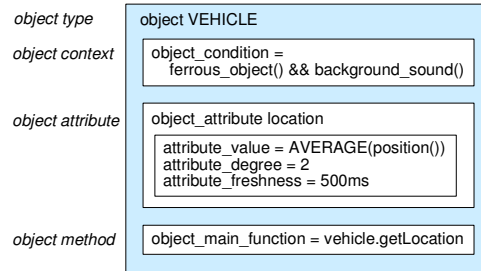 object type object VEHICLE
object context object_condition =
ferrous_object() && background_sound()
object attribute object_attribute location
attribute_value = AVERAGE(position())
attribute_degree = 2
attribute_freshness = 500ms
object method object_main_function = vehicle.getLocation